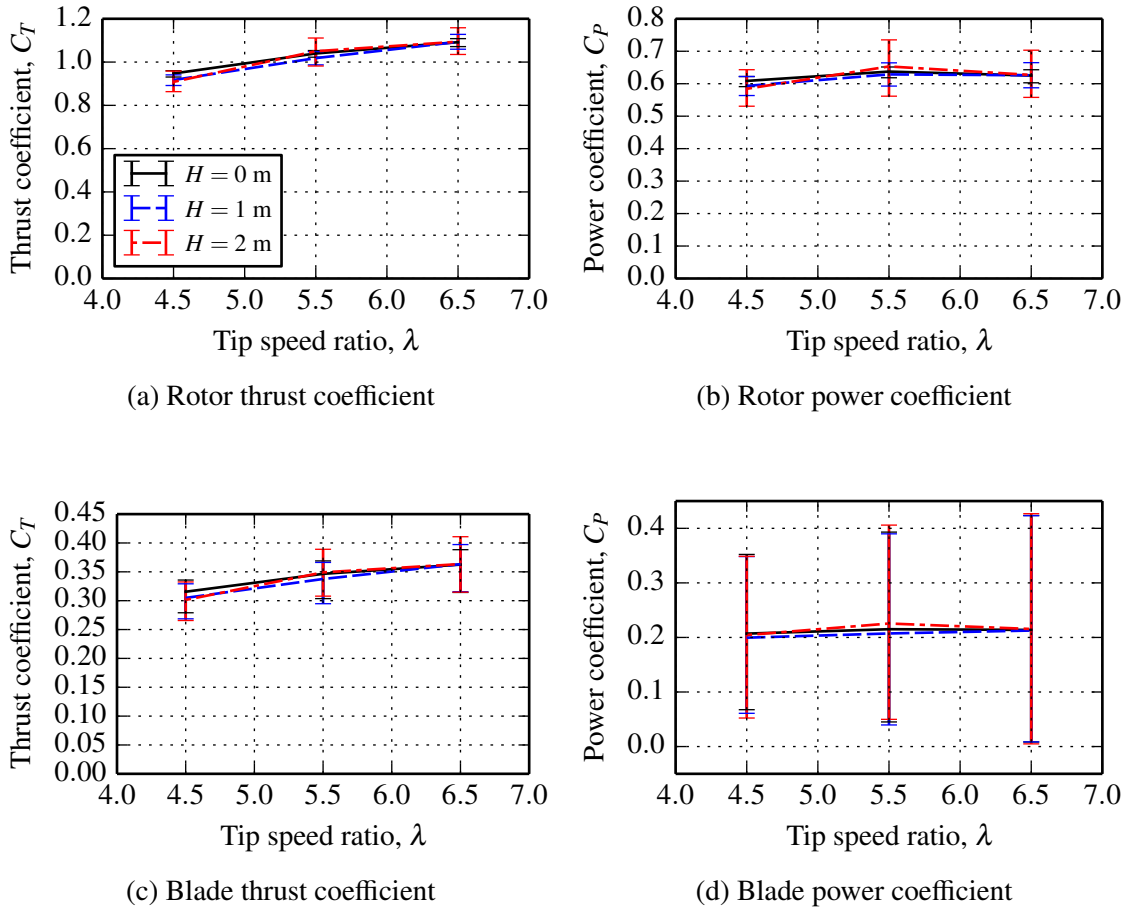 Thrust coefficient, C_T
1.2
1.0
0.8
0.6
0.4
0.2
0.0
H = 0 m
H = 1 m
H = 2 m
4.0 4.5 5.0 5.5 6.0 6.5 7.0
Tip speed ratio, λ
(a) Rotor thrust coefficient
Power coefficient, C_P
0.8
0.7
0.6
0.5
0.4
0.3
0.2
0.1
0.0
4.0 4.5 5.0 5.5 6.0 6.5 7.0
Tip speed ratio, λ
(b) Rotor power coefficient
Thrust coefficient, C_T
0.45
0.40
0.35
0.30
0.25
0.20
0.15
0.10
0.05
0.00
4.0 4.5 5.0 5.5 6.0 6.5 7.0
Tip speed ratio, λ
(c) Blade thrust coefficient
Power coefficient, C_P
0.4
0.3
0.2
0.1
0.0
4.0 4.5 5.0 5.5 6.0 6.5 7.0
Tip speed ratio, λ
(d) Blade power coefficient